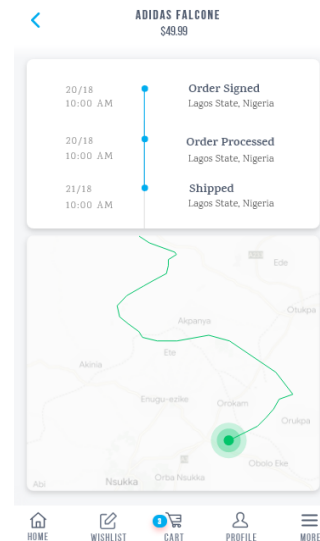 ADIDAS FALCONE
$49.99
20/18
10:00 AM
Order Signed
Lagos State, Nigeria
20/18
10:00 AM
Order Processed
Lagos State, Nigeria
21/18
10:00 AM
Shipped
Lagos State, Nigeria
Ede
Otukpa
Akpanya
Ete
Akinia
Enugu-ezike
Orokam
Orukpa
Obolo Eke
Orba Nsukka
Nsukka
Abi
3
HOME
WISHLIST
CART
PROFILE
MORE